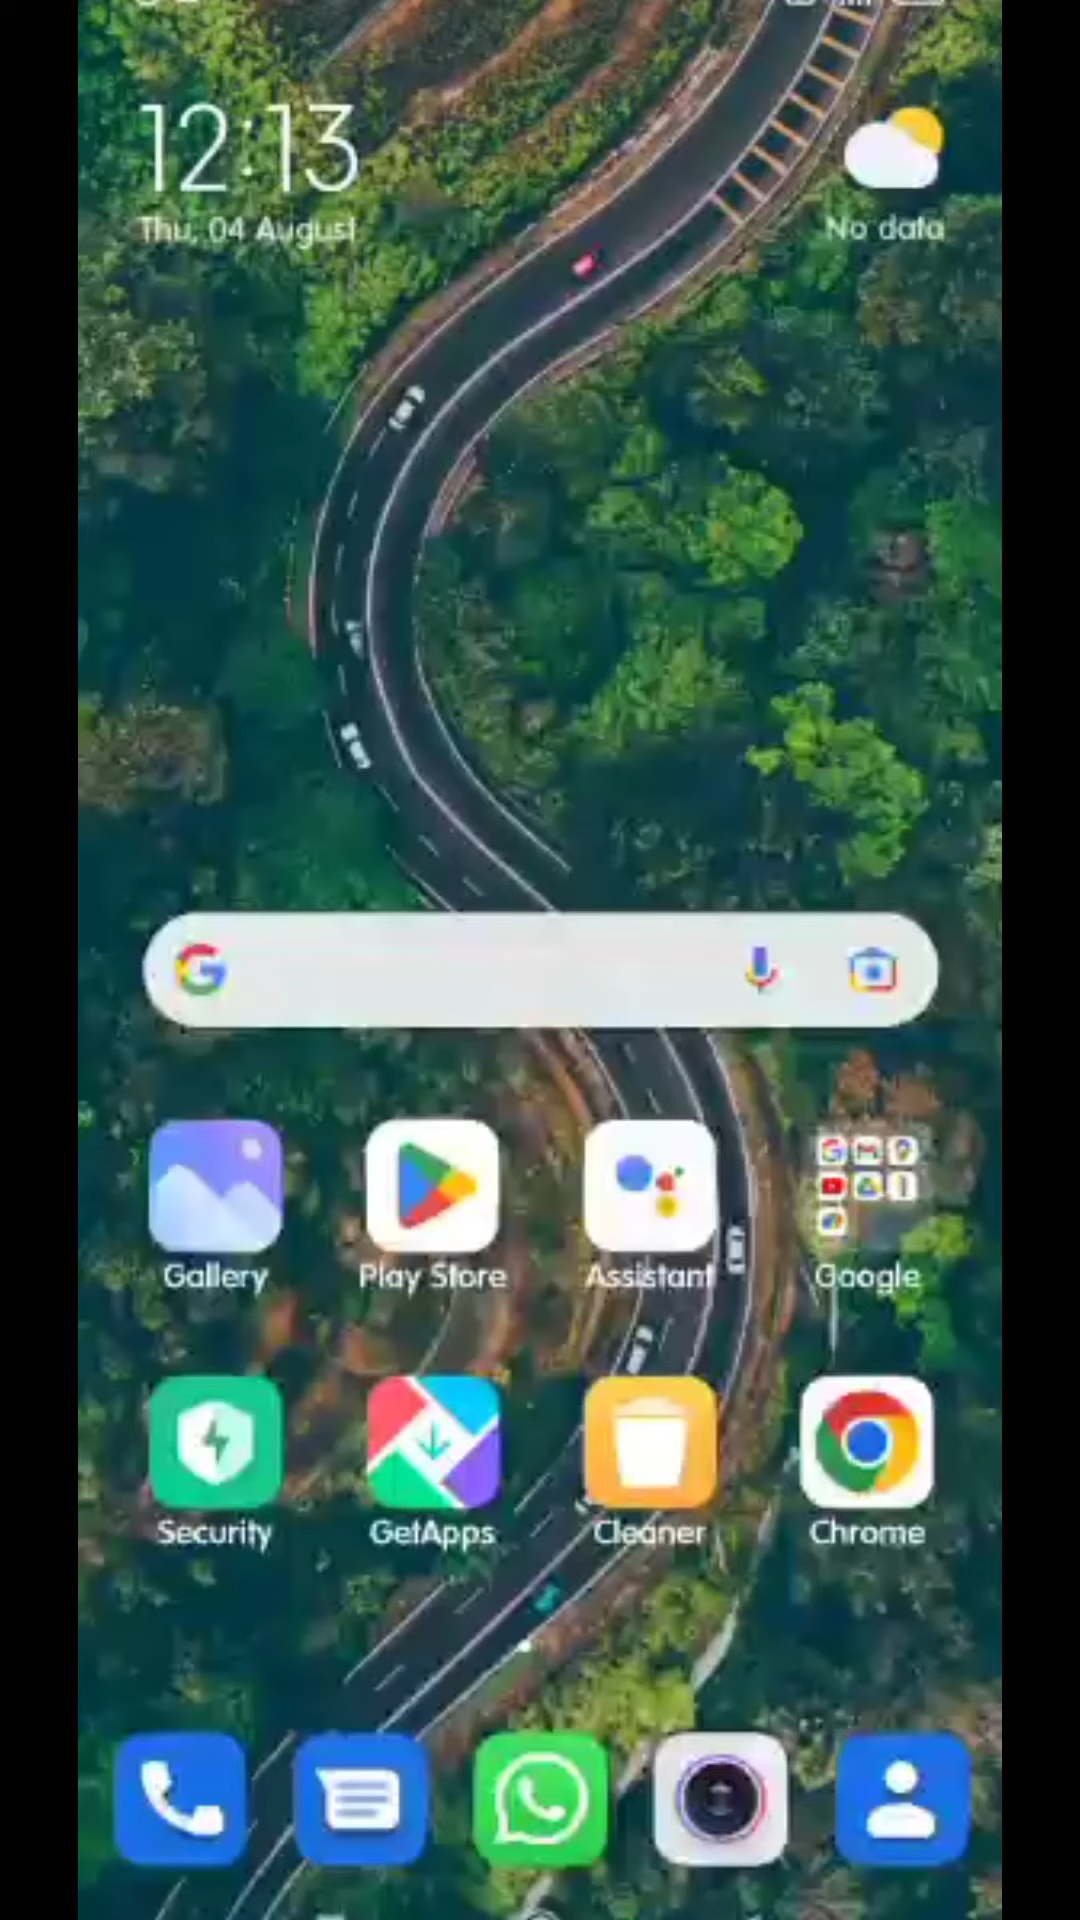 12:13
Thu, 04 August
No data
Gallery
Play Store
Assistant
Google
Security
GetApps
Cleaner
Chrome